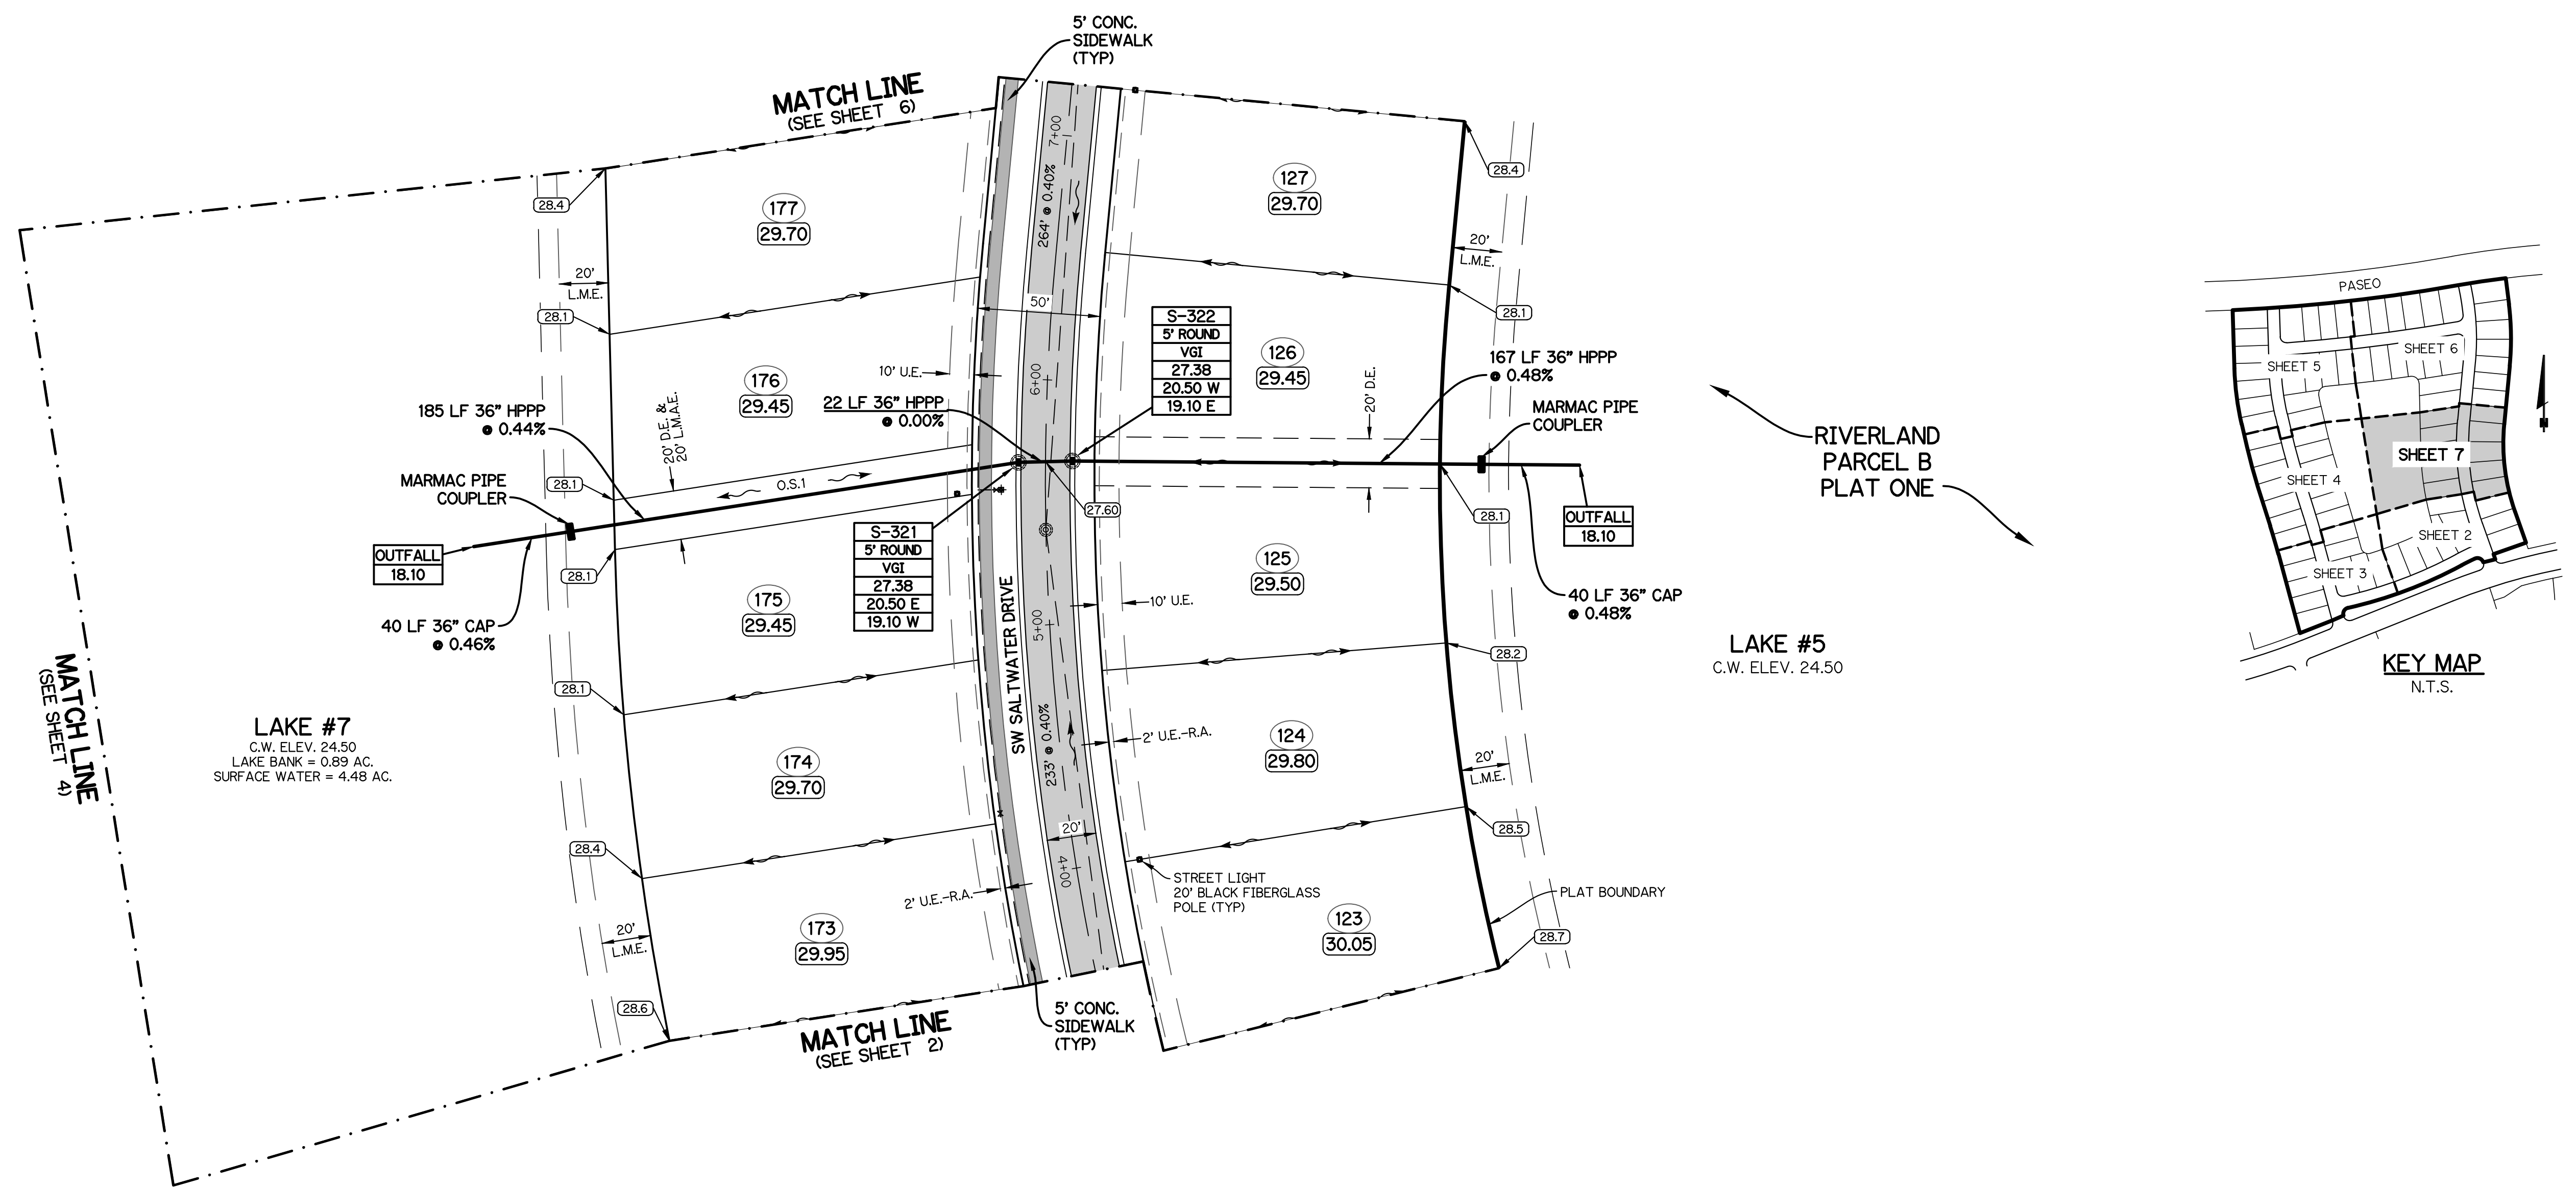 5' CONC.
SIDEWALK
(TYP)
MATCH LINE
(SEE SHEET 6)
7+00
264' @ 0.40%
28.4
177
29.70
127
29.70
28.4
20'
L.M.E.
20'
L.M.E.
28.1
50'
28.1
S-322
5' ROUND
VGI
27.38
20.50 W
19.10 E
176
29.45
10' U.E.
6+00
126
29.45
20' D.E.
167 LF 36" HPPP
@ 0.48%
185 LF 36" HPPP
@ 0.44%
20' D.E. &
20' L.M.A.E.
22 LF 36" HPPP
@ 0.00%
MARMAC PIPE
COUPLER
RIVERLAND
PARCEL B
PLAT ONE
MARMAC PIPE
COUPLER
28.1
O.S.1
27.60
28.1
OUTFALL
18.10
OUTFALL
18.10
S-321
5' ROUND
VGI
27.38
20.50 E
19.10 W
28.1
175
29.45
125
29.50
10' U.E.
5+00
40 LF 36" CAP
@ 0.46%
40 LF 36" CAP
@ 0.48%
SW SALTWATER DRIVE
28.2
LAKE #5
C.W. ELEV. 24.50
MATCH LINE
(SEE SHEET 4)
28.1
LAKE #7
C.W. ELEV. 24.50
LAKE BANK = 0.89 AC.
SURFACE WATER = 4.48 AC.
233' @ 0.40%
2' U.E.-R.A.
174
29.70
124
29.80
20'
L.M.E.
20'
28.4
28.5
4+00
STREET LIGHT
20' BLACK FIBERGLASS
POLE (TYP)
2' U.E.-R.A.
PLAT BOUNDARY
173
29.95
123
30.05
20'
L.M.E.
28.7
28.6
5' CONC.
SIDEWALK
(TYP)
MATCH LINE
(SEE SHEET 2)
PASEO
SHEET 5
SHEET 6
SHEET 7
SHEET 4
SHEET 2
SHEET 3
KEY MAP
N.T.S.